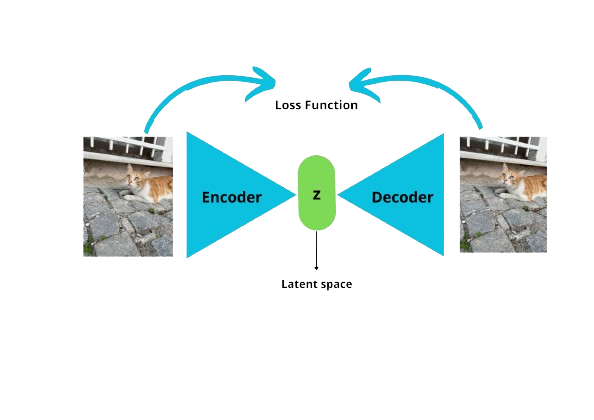 Loss Function
Encoder
z
Decoder
Latent space